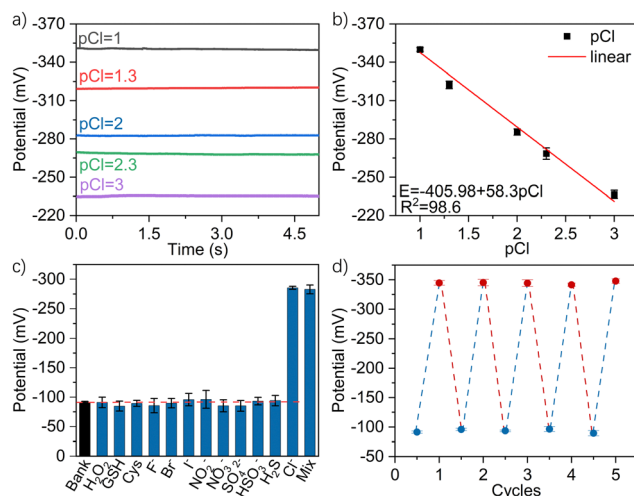 a)
-370
-340
-310
-280
-250
-220
Potential (mV)
pCl=1
pCl=1.3
pCl=2
pCl=2.3
pCl=3
0.0
1.5
3.0
4.5
Time (s)
b)
-370
-340
-310
-280
-250
-220
Potential (mV)
pCl
linear
E=-405.98+58.3pCl
R²=98.6
1.0
1.5
2.0
2.5
3.0
pCl
c)
-300
-250
-200
-150
-100
-50
0
Potential (mV)
Bank
H₂O₂
GSH
Cys
F⁻
Br⁻
I⁻
NO₂⁻
NO₃⁻
SO₄²⁻
HSO₃⁻
H₂S
Cl⁻
Mix
d)
-350
-300
-250
-200
-150
-100
-50
Potential (mV)
0
1
2
3
4
5
Cycles